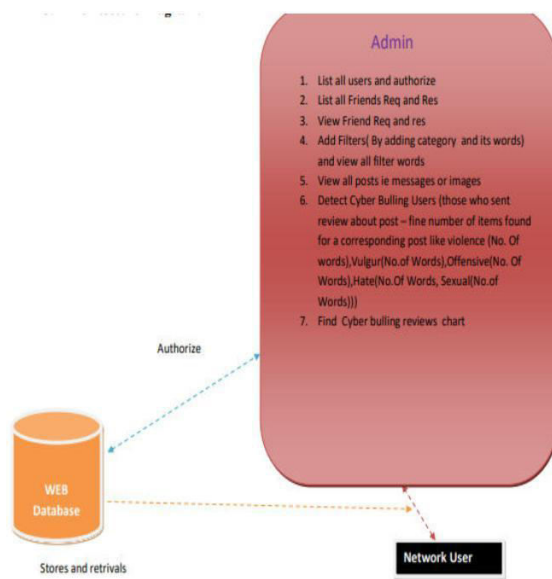 Admin
1. List all users and authorize
2. List all Friends Req and Res
3. View Friend Req and res
4. Add Filters( By adding category and its words)
and view all filter words
5. View all posts ie messages or images
6. Detect Cyber Bulling Users (those who sent
review about post – fine number of items found
for a corresponding post like violence (No. Of
words),Vulgur(No.of Words),Offensive(No. Of
Words),Hate(No.Of Words, Sexual(No.of
Words)))
7. Find Cyber bulling reviews chart
Authorize
WEB
Database
Network User
Stores and retrivals